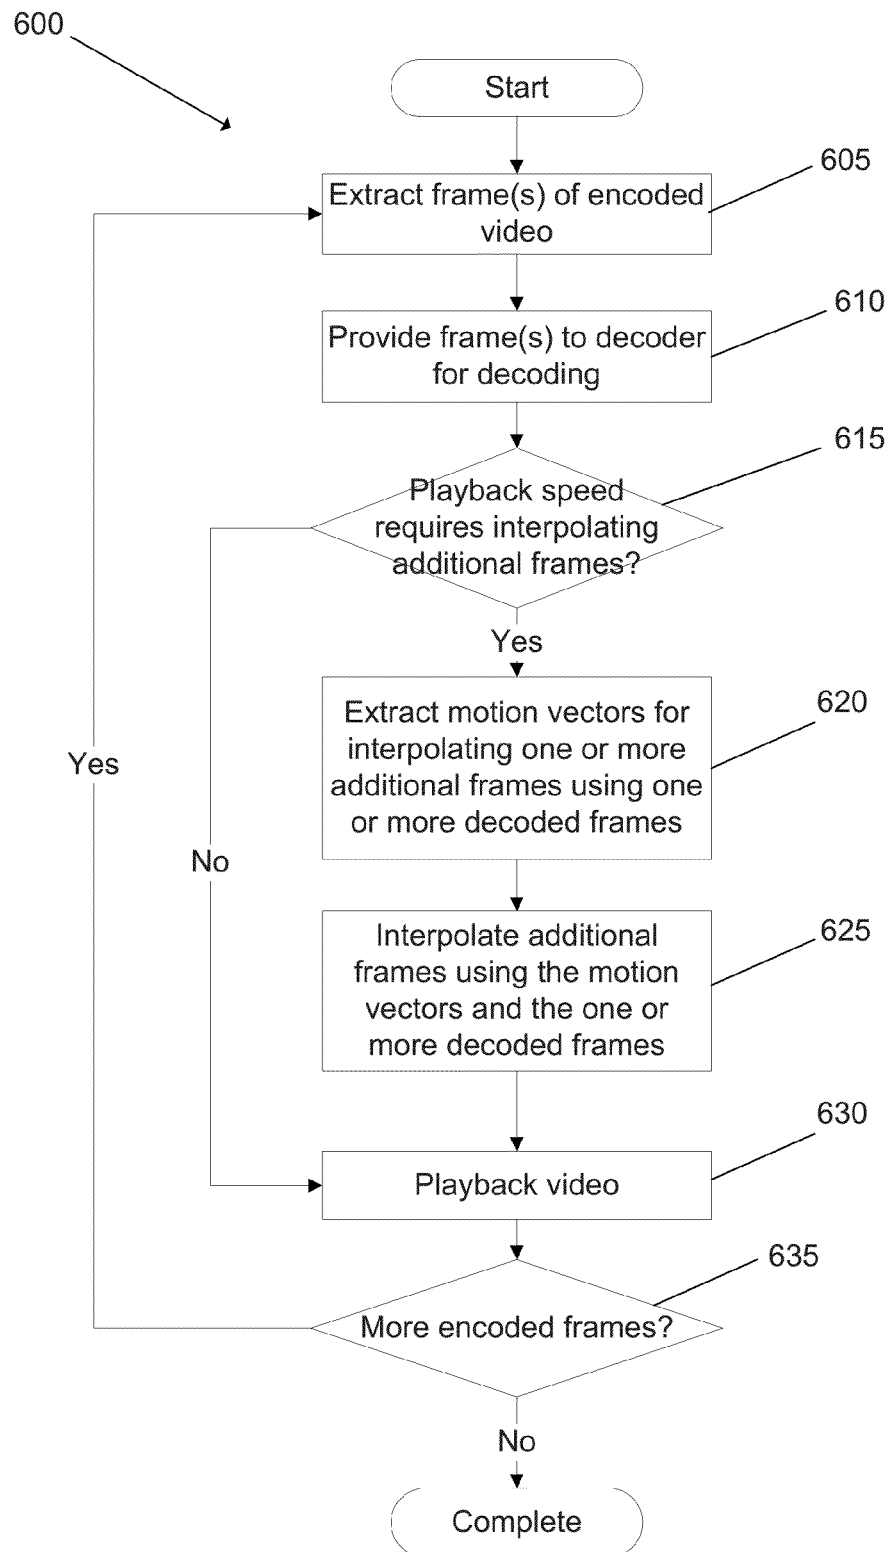 600
Start
605
Extract frame(s) of encoded
video
610
Provide frame(s) to decoder
for decoding
615
Playback speed
requires interpolating
additional frames?
Yes
620
Extract motion vectors for
interpolating one or more
additional frames using one
or more decoded frames
Yes
No
625
Interpolate additional
frames using the motion
vectors and the one or
more decoded frames
630
Playback video
635
More encoded frames?
No
Complete